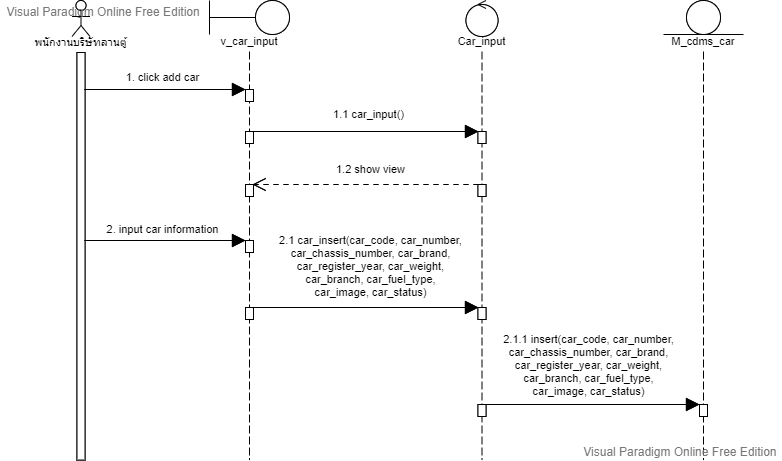 Visual Paradigm Online Free Edition
พนักงานบริษัทลานตู้
v_car_input
Car_input
M_cdms_car
1. click add car
1.1 car_input()
1.2 show view
2. input car information
2.1 car_insert(car_code, car_number,
car_chassis_number, car_brand,
car_register_year, car_weight,
car_branch, car_fuel_type,
car_image, car_status)
2.1.1 insert(car_code, car_number,
car_chassis_number, car_brand,
car_register_year, car_weight,
car_branch, car_fuel_type,
car_image, car_status)
Visual Paradigm Online Free Edition